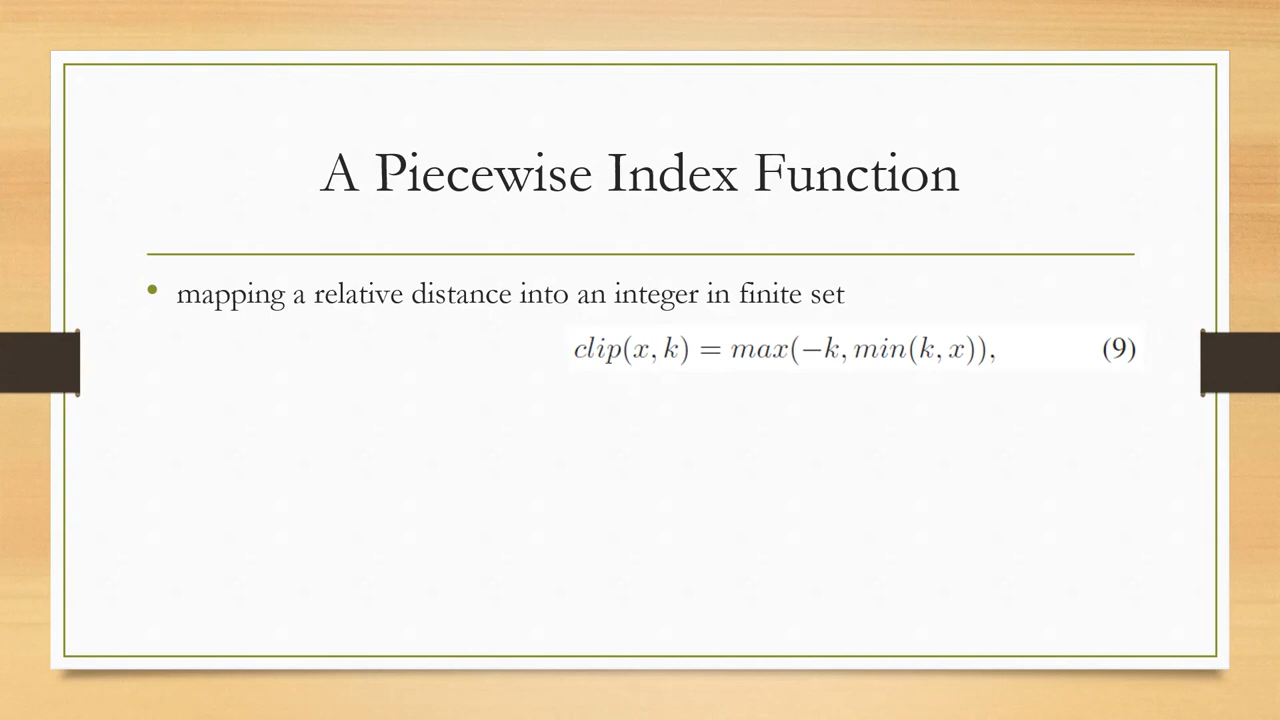 A Piecewise Index Function
• mapping a relative distance into an integer in finite set
clip(x, k) = max(−k, min(k, x)), (9)